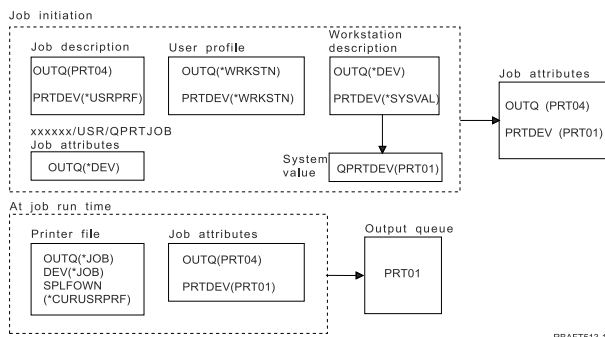 Job initiation
Job description
User profile
Workstation
description
OUTQ(PRT04)
PRTDEV(*USRPRF)
OUTQ(*WRKSTN)
PRTDEV(*WRKSTN)
OUTQ(*DEV)
PRTDEV(*SYSVAL)
Job attributes
OUTQ (PRT04)
PRTDEV (PRT01)
xxxxxx/USR/QPRTJOB
Job attributes
OUTQ(*DEV)
System
value
QPRTDEV(PRT01)
At job run time
Printer file
Job attributes
Output queue
OUTQ(*JOB)
DEV(*JOB)
SPLFOWN
(*CURUSRPRF)
OUTQ(PRT04)
PRTDEV(PRT01)
PRT01